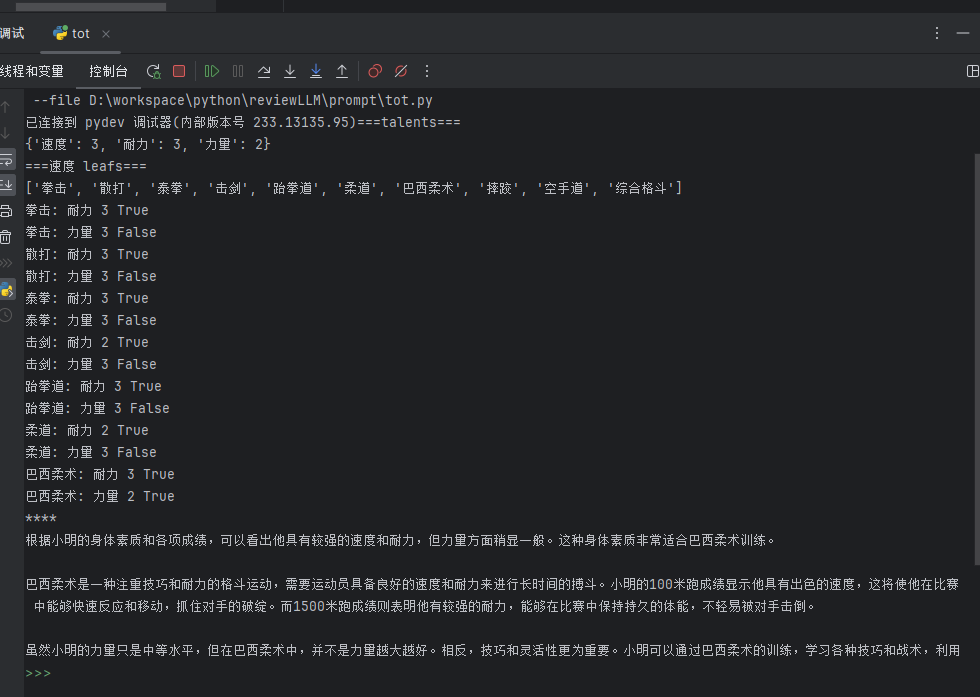 调试
tot
线程和变量
控制台
--file D:\workspace\python\reviewLLM\prompt\tot.py
已连接到 pydev 调试器(内部版本号 233.13135.95)===talents===
{'速度': 3, '耐力': 3, '力量': 2}
===速度 leafs===
['拳击', '散打', '泰拳', '击剑', '跆拳道', '柔道', '巴西柔术', '摔跤', '空手道', '综合格斗']
拳击: 耐力 3 True
拳击: 力量 3 False
散打: 耐力 3 True
散打: 力量 3 False
泰拳: 耐力 3 True
泰拳: 力量 3 False
击剑: 耐力 2 True
击剑: 力量 3 False
跆拳道: 耐力 3 True
跆拳道: 力量 3 False
柔道: 耐力 2 True
柔道: 力量 3 False
巴西柔术: 耐力 3 True
巴西柔术: 力量 2 True
****
根据小明的身体素质和各项成绩，可以看出他具有较强的速度和耐力，但力量方面稍显一般。这种身体素质非常适合巴西柔术训练。
巴西柔术是一种注重技巧和耐力的格斗运动，需要运动员具备良好的速度和耐力来进行长时间的搏斗。小明的100米跑成绩显示他具有出色的速度，这将使他在比赛
中能够快速反应和移动，抓住对手的破绽。而1500米跑成绩则表明他有较强的耐力，能够在比赛中保持持久的体能，不轻易被对手击倒。
虽然小明的力量只是中等水平，但在巴西柔术中，并不是力量越大越好。相反，技巧和灵活性更为重要。小明可以通过巴西柔术的训练，学习各种技巧和战术，利用
>>>